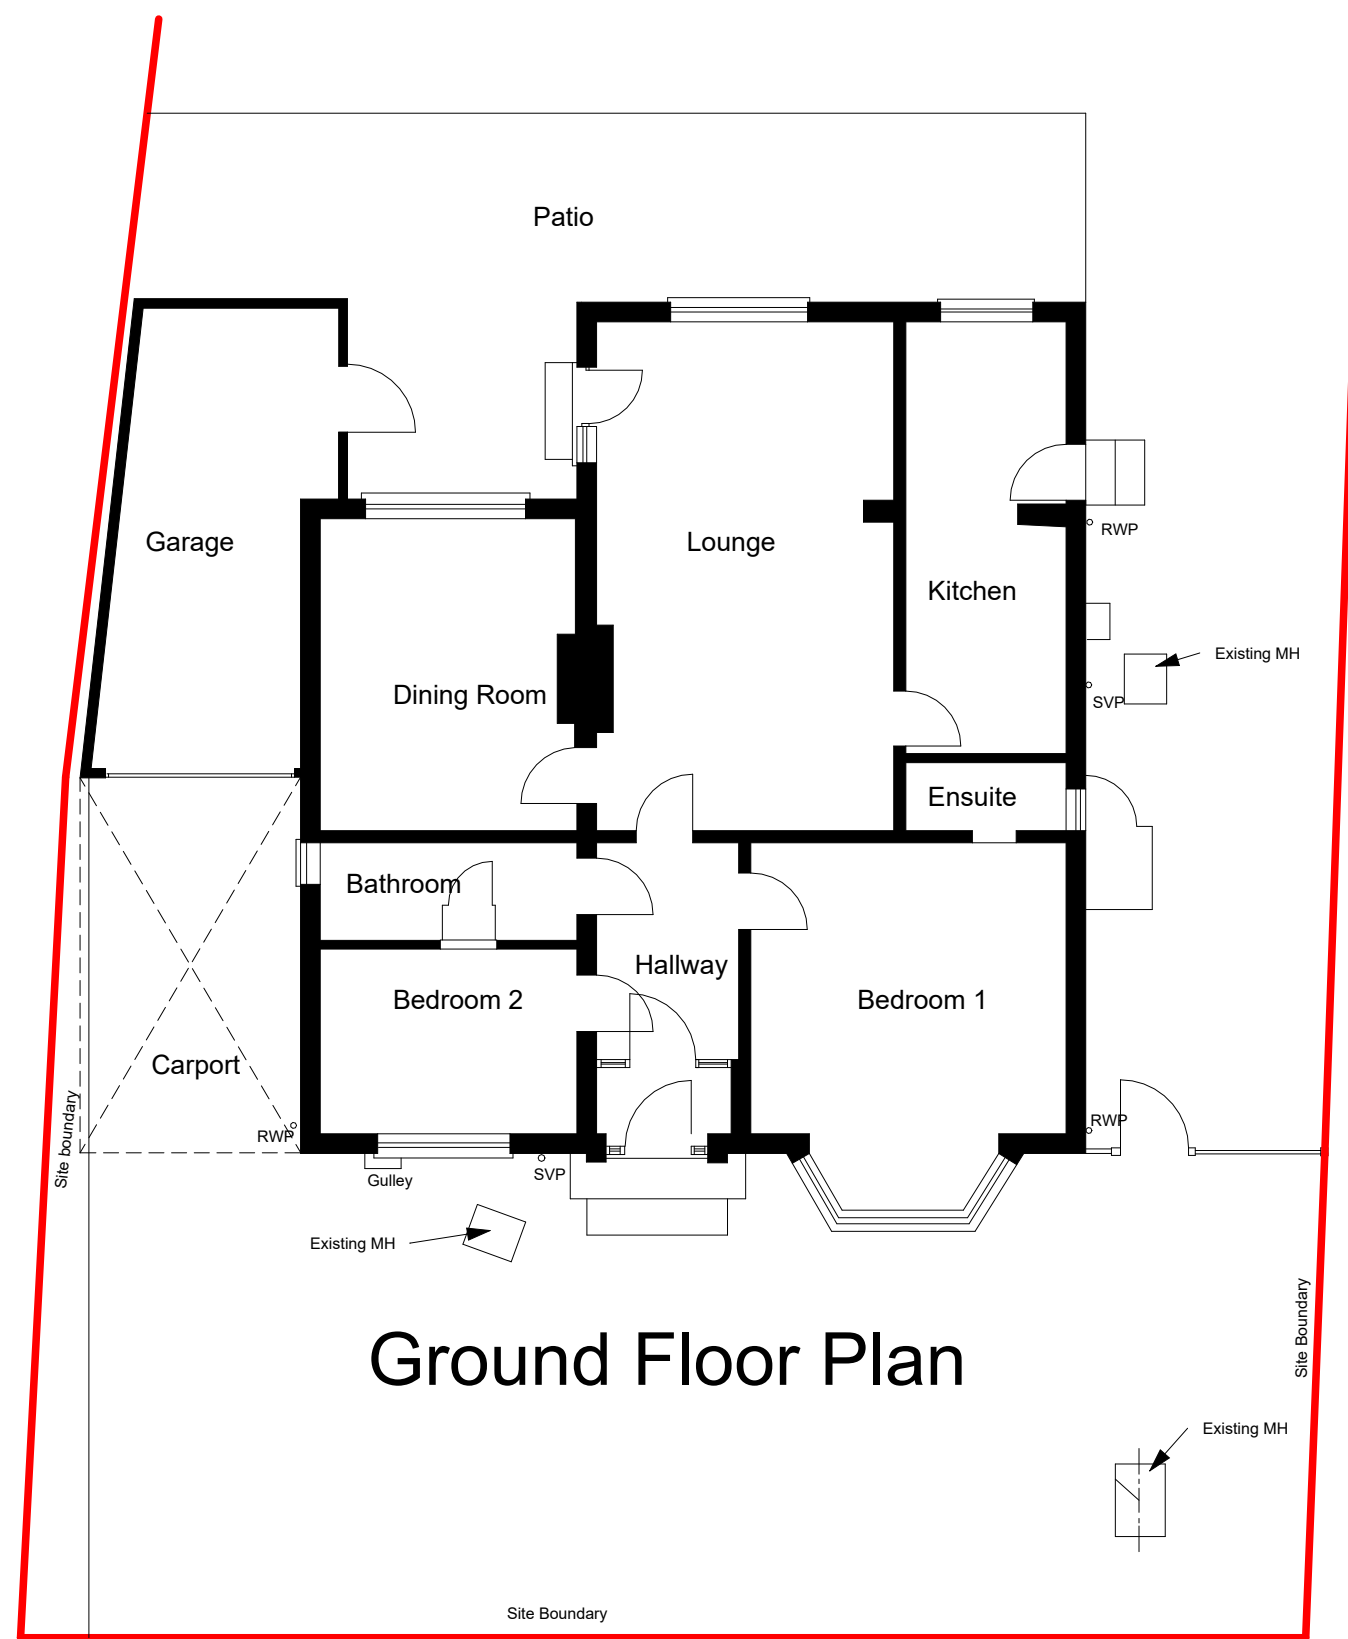 Patio
Garage
Lounge
RWP
Kitchen
Existing MH
Dining Room
SVP
Ensuite
Bathroom
Hallway
Bedroom 2
Bedroom 1
Carport
Site boundary
RWP
RWP
Gulley
SVP
Existing MH
Ground Floor Plan
Site Boundary
Existing MH
Site Boundary